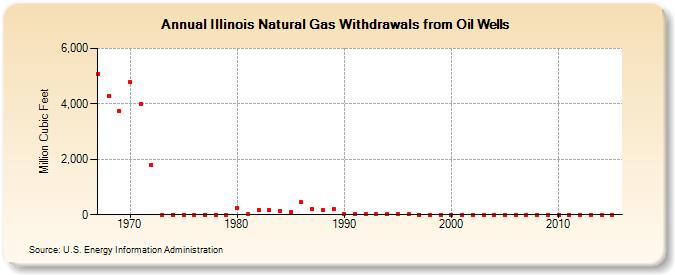 Annual Illinois Natural Gas Withdrawals from Oil Wells
Million Cubic Feet
6,000
4,000
2,000
0
1970 1980 1990 2000 2010
Source: U.S. Energy Information Administration